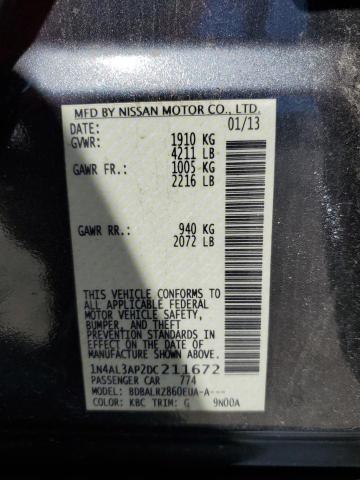 MFD BY NISSAN MOTOR CO., LTD.
DATE: 01/13
GVWR: 1910 KG
4211 LB
GAWR FR.: 1005 KG
2216 LB
GAWR RR.: 940 KG
2072 LB
THIS VEHICLE CONFORMS TO
ALL APPLICABLE FEDERAL
MOTOR VEHICLE SAFETY,
BUMPER, AND THEFT PREVENTION
STANDARDS IN
EFFECT ON THE DATE OF
MANUFACTURE SHOWN ABOVE.
1N4AL3AP2DC211672
PASSENGER CAR 774
MODEL: BDBALRZ860EUA-A---
COLOR: KBC TRIM: G 9N00A